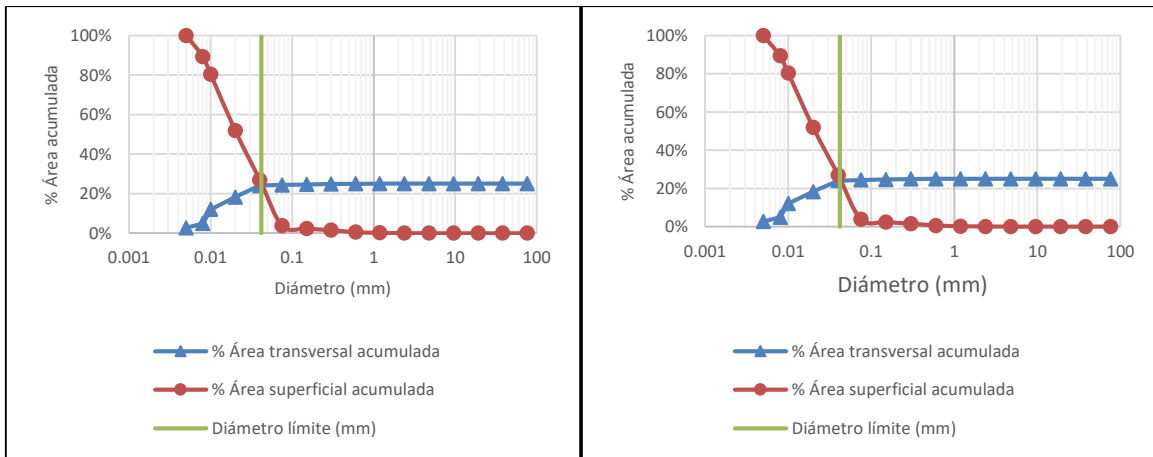 % Área acumulada
100%
80%
60%
40%
20%
0%
0.001 0.01 0.1 1 10 100
Diámetro (mm)
% Área transversal acumulada
% Área superficial acumulada
Diámetro límite (mm)
% Área acumulada
100%
80%
60%
40%
20%
0%
0.001 0.01 0.1 1 10 100
Diámetro (mm)
% Área transversal acumulada
% Área superficial acumulada
Diámetro límite (mm)